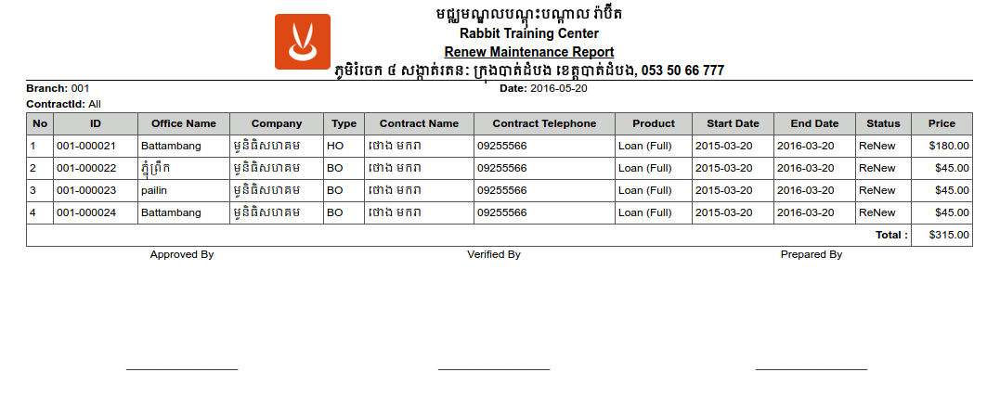 មជ្ឈមណ្ឌលបណ្តុះបណ្តាល រ៉ាប៊ីត
Rabbit Training Center
Renew Maintenance Report
ភូមិរំចេក ៤ សង្កាត់រតនៈ ក្រុងបាត់ដំបង ខេត្តបាត់ដំបង, 053 50 66 777
Branch: 001 Date: 2016-05-20
ContractId: All
No ID Office Name Company Type Contract Name Contract Telephone Product Start Date End Date Status Price
1 001-000021 Battambang មូនិធិសហគម HO ថោង មករា 09255566 Loan (Full) 2015-03-20 2016-03-20 ReNew $180.00
2 001-000022 ភ្នំព្រឹក មូនិធិសហគម BO ថោង មករា 09255566 Loan (Full) 2015-03-20 2016-03-20 ReNew $45.00
3 001-000023 pailin មូនិធិសហគម BO ថោង មករា 09255566 Loan (Full) 2015-03-20 2016-03-20 ReNew $45.00
4 001-000024 Battambang មូនិធិសហគម BO ថោង មករា 09255566 Loan (Full) 2015-03-20 2016-03-20 ReNew $45.00
Total : $315.00
Approved By Verified By Prepared By